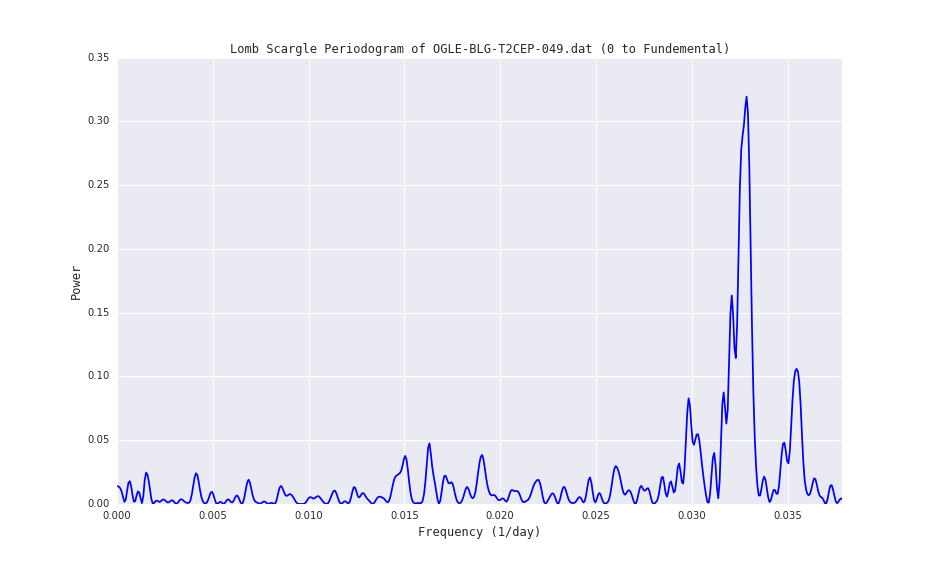 Lomb Scargle Periodogram of OGLE-BLG-T2CEP-049.dat (0 to Fundemental)
0.35
0.30
0.25
0.20
0.15
0.10
0.05
0.00
Power
0.000 0.005 0.010 0.015 0.020 0.025 0.030 0.035
Frequency (1/day)